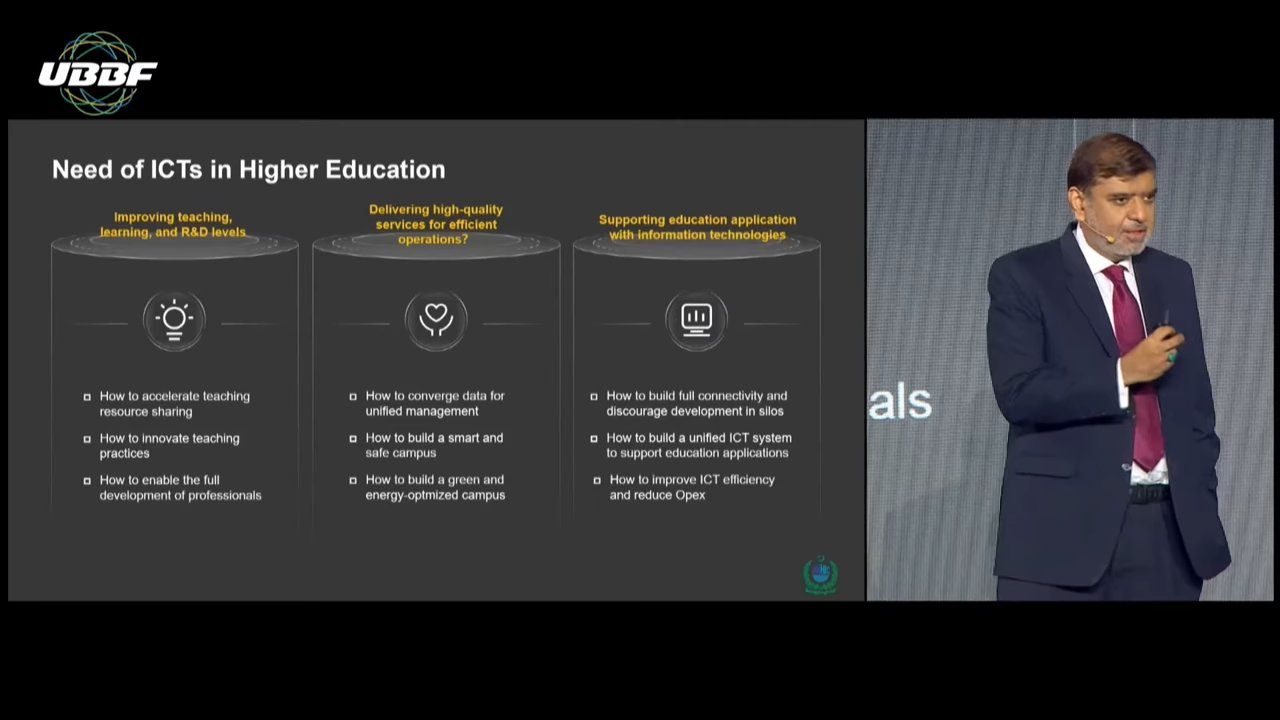 UBBF
Need of ICTs in Higher Education
Improving teaching,
learning, and R&D levels
□ How to accelerate teaching
resource sharing
□ How to innovate teaching
practices
□ How to enable the full
development of professionals
Delivering high-quality
services for efficient
operations?
□ How to converge data for
unified management
□ How to build a smart and
safe campus
□ How to build a green and
energy-optmized campus
Supporting education application
with information technologies
□ How to build full connectivity and
discourage development in silos
□ How to build a unified ICT system
to support education applications
□ How to improve ICT efficiency
and reduce Opex
als